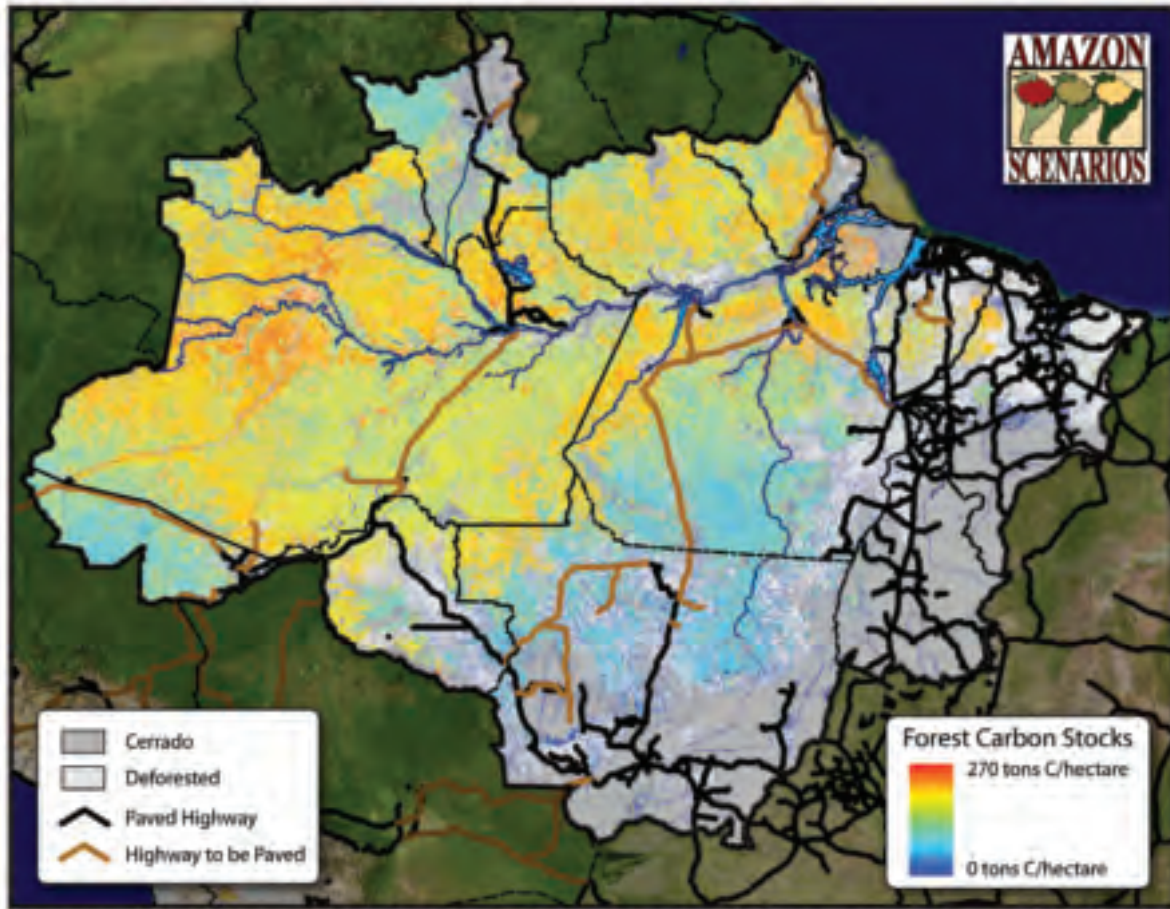 AMAZON
SCENARIOS
Cerrado
Deforested
Paved Highway
Highway to be Paved
Forest Carbon Stocks
270 tons C/hectare
0 tons C/hectare